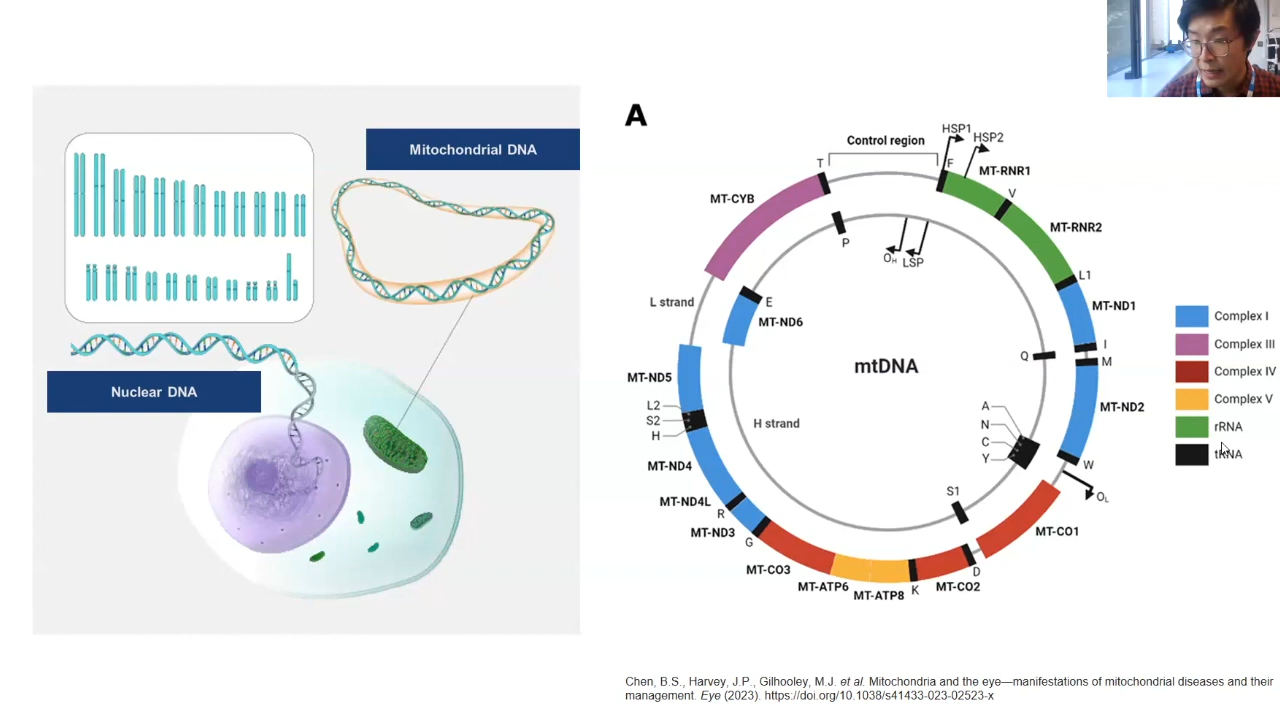 Mitochondrial DNA
Nuclear DNA
A
Control region
HSP1
HSP2
T
F
MT-RNR1
V
MT-CYB
MT-RNR2
P
OH
LSP
L1
MT-ND1
L strand
E
MT-ND6
I
M
Q
mtDNA
MT-ND5
L2
S2
H
H strand
A
N
C
Y
MT-ND2
MT-ND4
W
OL
S1
MT-ND4L
R
MT-ND3
G
MT-CO1
MT-CO3
D
MT-ATP6
MT-ATP8
K
MT-CO2
Complex I
Complex III
Complex IV
Complex V
rRNA
tRNA
Chen, B.S., Harvey, J.P., Gilhooley, M.J. et al. Mitochondria and the eye—manifestations of mitochondrial diseases and their
management. Eye (2023). https://doi.org/10.1038/s41433-023-02523-x